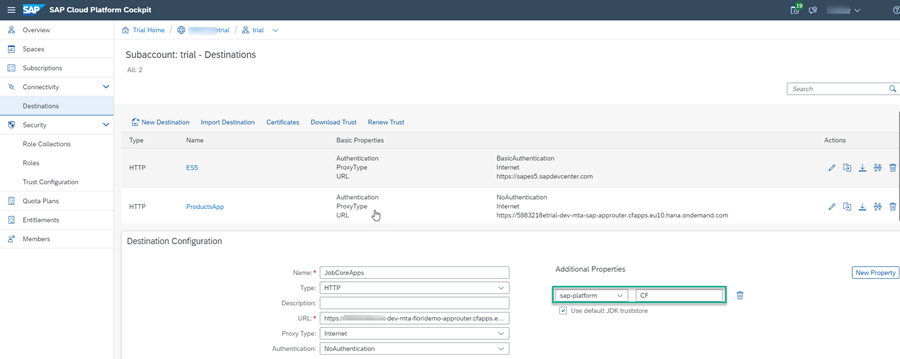 SAP SAP Cloud Platform Cockpit 19
Overview
Spaces
Subscriptions
Connectivity
Destinations
Security
Role Collections
Roles
Trust Configuration
Quota Plans
Entitlements
Members
Trial Home / trial / trial
Subaccount: trial - Destinations
All: 2
Search
New Destination Import Destination Certificates Download Trust Renew Trust
Type Name Basic Properties Actions
HTTP ES5
Authentication BasicAuthentication
ProxyType Internet
URL https://sapes5.sapdevcenter.com
HTTP ProductsApp
Authentication NoAuthentication
ProxyType Internet
URL https://5883218etrial-dev-mta-sap-approuter.cfapps.eu10.hana.ondemand.com
Destination Configuration
Name:* JobCoreApps
Type: HTTP
Description:
URL:* https:// -dev-mta-fioridemo-approuter.cfapps.e...
Proxy Type: Internet
Authentication: NoAuthentication
Additional Properties
New Property
sap-platform CF
Use default JDK truststore